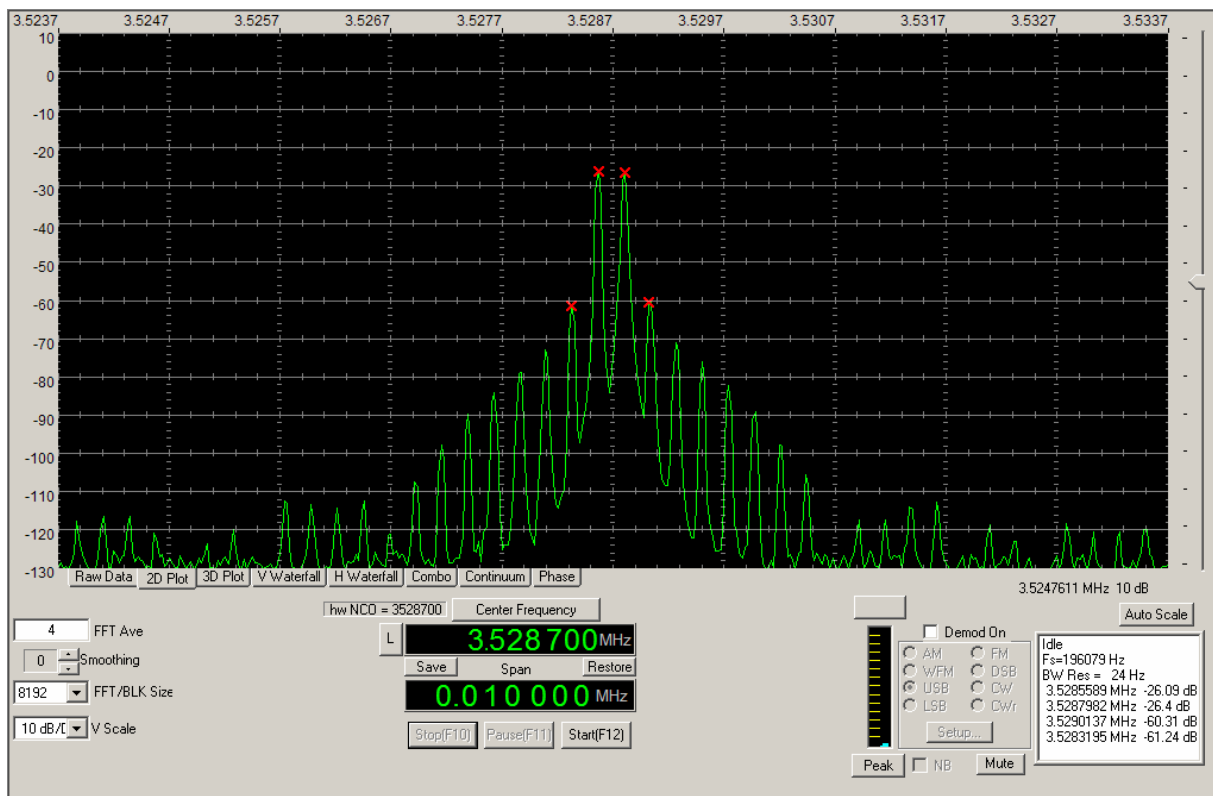 3.5237 3.5247 3.5257 3.5267 3.5277 3.5287 3.5297 3.5307 3.5317 3.5327 3.5337
10
0
-10
-20
-30
-40
-50
-60
-70
-80
-90
-100
-110
-120
-130
Raw Data 2D Plot 3D Plot V Waterfall H Waterfall Combo Continuum Phase
3.5247611 MHz 10 dB
hw NCO = 3528700 Center Frequency
Auto Scale
4 FFT Ave
L 3.528 700 MHz
Demod On
0 Smoothing
Save Span Restore
AM FM
WFM DSB
USB CW
LSB CWr
8192 FFT/BLK Size
0.010 000 MHz
10 dB/ V Scale
Stop(F10) Pause(F11) Start(F12)
Setup...
Peak NB Mute
Idle
Fs=196079 Hz
BW Res = 24 Hz
3.5285589 MHz -26.09 dB
3.5287982 MHz -26.4 dB
3.5290137 MHz -60.31 dB
3.5283195 MHz -61.24 dB